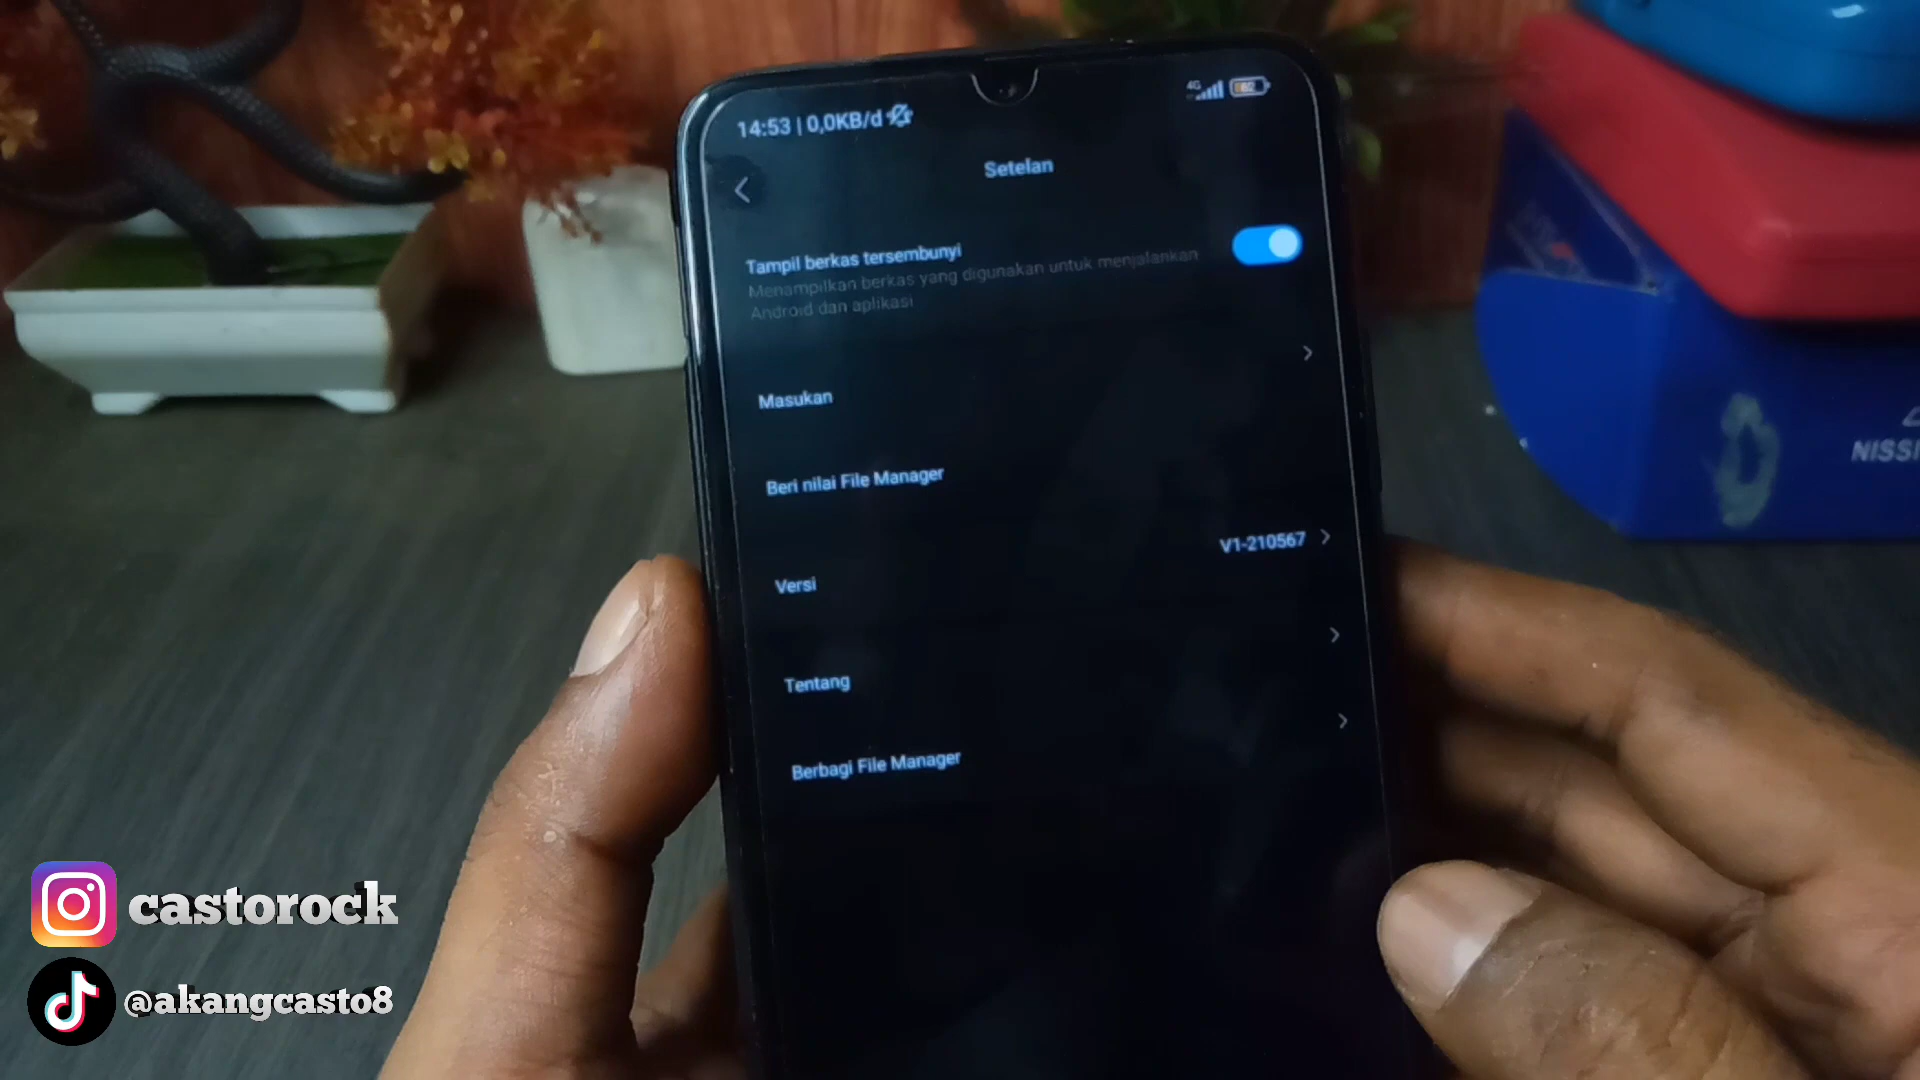 14:53 | 0,0KB/d
4G
Setelan
Tampil berkas tersembunyi
Menampilkan berkas yang digunakan untuk menjalankan
Android dan aplikasi
Masukan
Beri nilai File Manager
Versi
V1-210567
Tentang
Berbagi File Manager
castorock
@akangcasto8